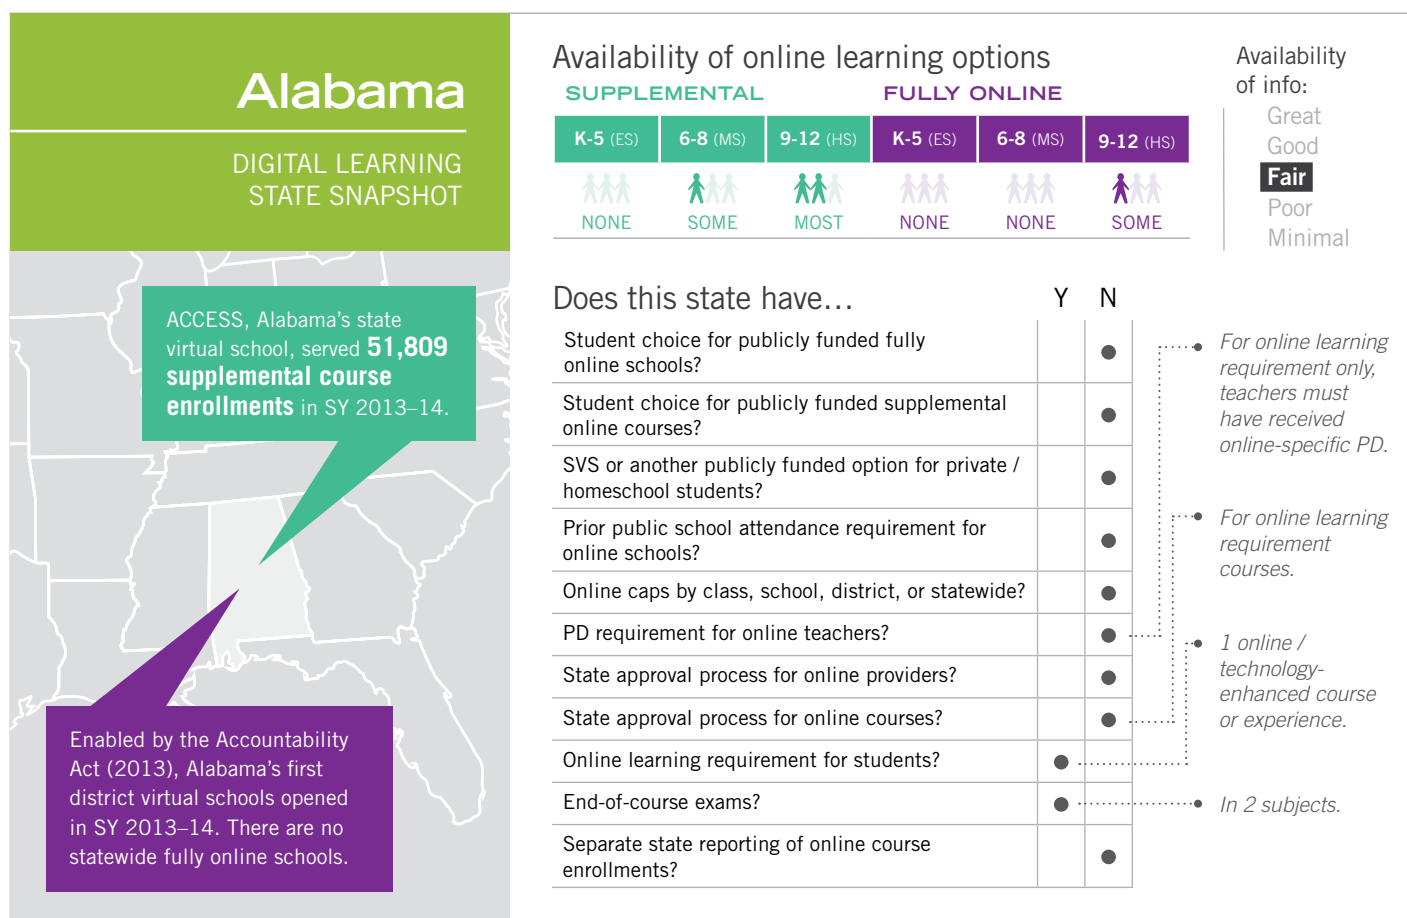 Alabama
DIGITAL LEARNING
STATE SNAPSHOT
ACCESS, Alabama's state
virtual school, served 51,809
supplemental course
enrollments in SY 2013–14.
Enabled by the Accountability
Act (2013), Alabama's first
district virtual schools opened
in SY 2013–14. There are no
statewide fully online schools.
Availability of online learning options
SUPPLEMENTAL FULLY ONLINE
K-5 (ES) 6-8 (MS) 9-12 (HS) K-5 (ES) 6-8 (MS) 9-12 (HS)
NONE SOME MOST NONE NONE SOME
Availability
of info:
Great
Good
Fair
Poor
Minimal
Does this state have… Y N
Student choice for publicly funded fully
online schools?
Student choice for publicly funded supplemental
online courses?
SVS or another publicly funded option for private /
homeschool students?
Prior public school attendance requirement for
online schools?
Online caps by class, school, district, or statewide?
PD requirement for online teachers?
State approval process for online providers?
State approval process for online courses?
Online learning requirement for students?
End-of-course exams?
Separate state reporting of online course
enrollments?
For online learning
requirement only,
teachers must
have received
online-specific PD.
For online learning
requirement
courses.
1 online /
technology-
enhanced course
or experience.
In 2 subjects.